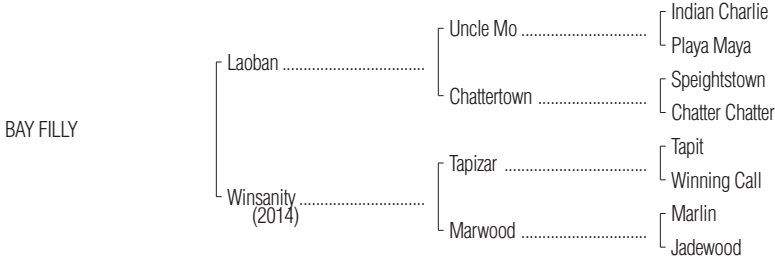 Indian Charlie
Uncle Mo ..................................
Playa Maya
Laoban ......................................
Speightstown
Chattertown .............................
Chatter Chatter
BAY FILLY
Tapit
Tapizar ......................................
Winning Call
Winsanity .................................
(2014)
Marlin
Marwood ..................................
Jadewood